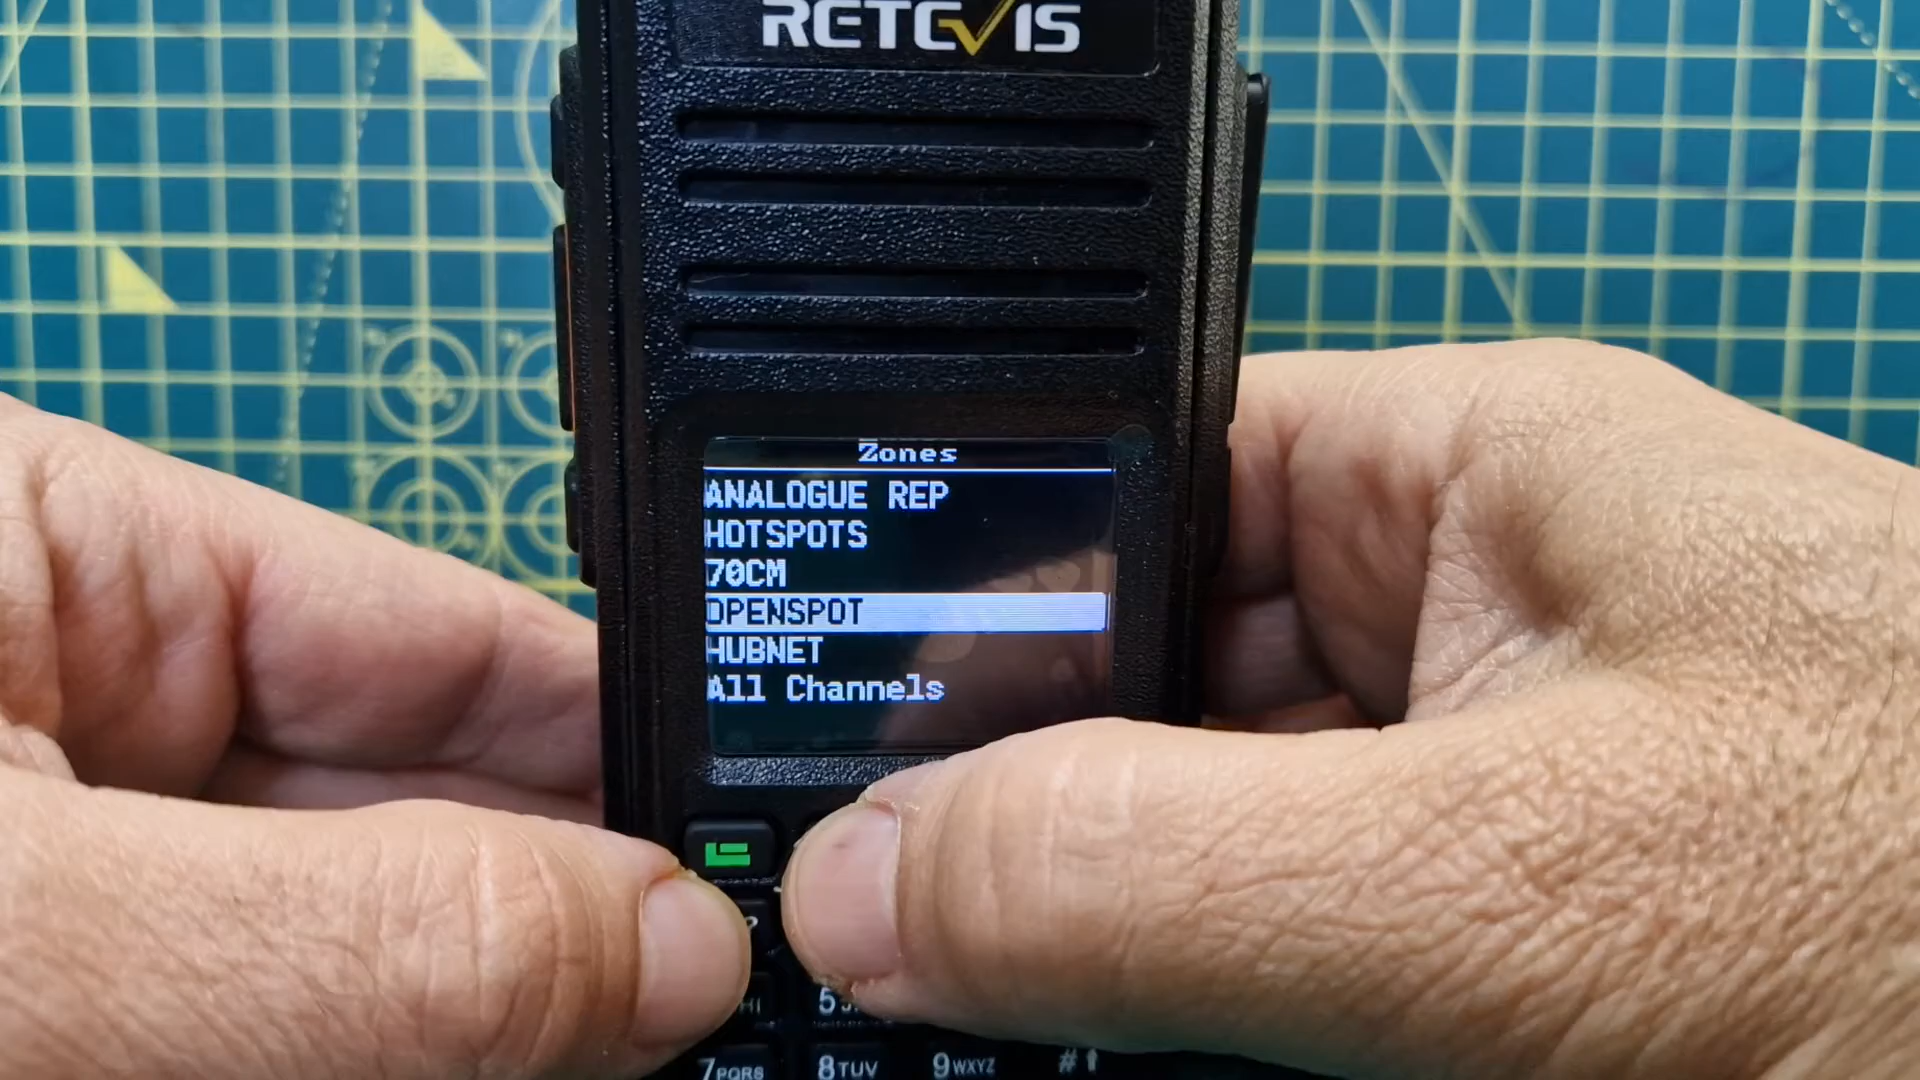 RETEVIS
Zones
ANALOGUE REP
HOTSPOTS
70CM
OPENSPOT
HUBNET
All Channels
5
7PQRS 8TUV 9WXYZ #